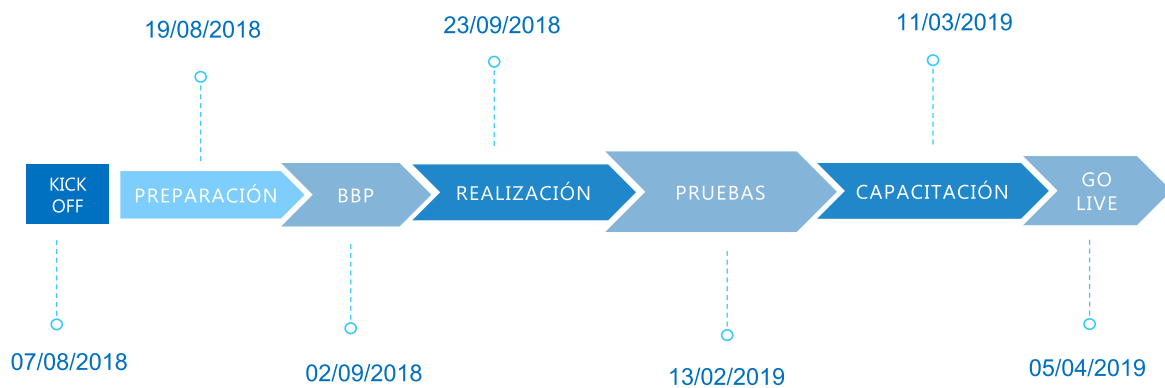 19/08/2018
23/09/2018
11/03/2019
KICK
OFF
PREPARACIÓN
BBP
REALIZACIÓN
PRUEBAS
CAPACITACIÓN
GO
LIVE
07/08/2018
02/09/2018
13/02/2019
05/04/2019